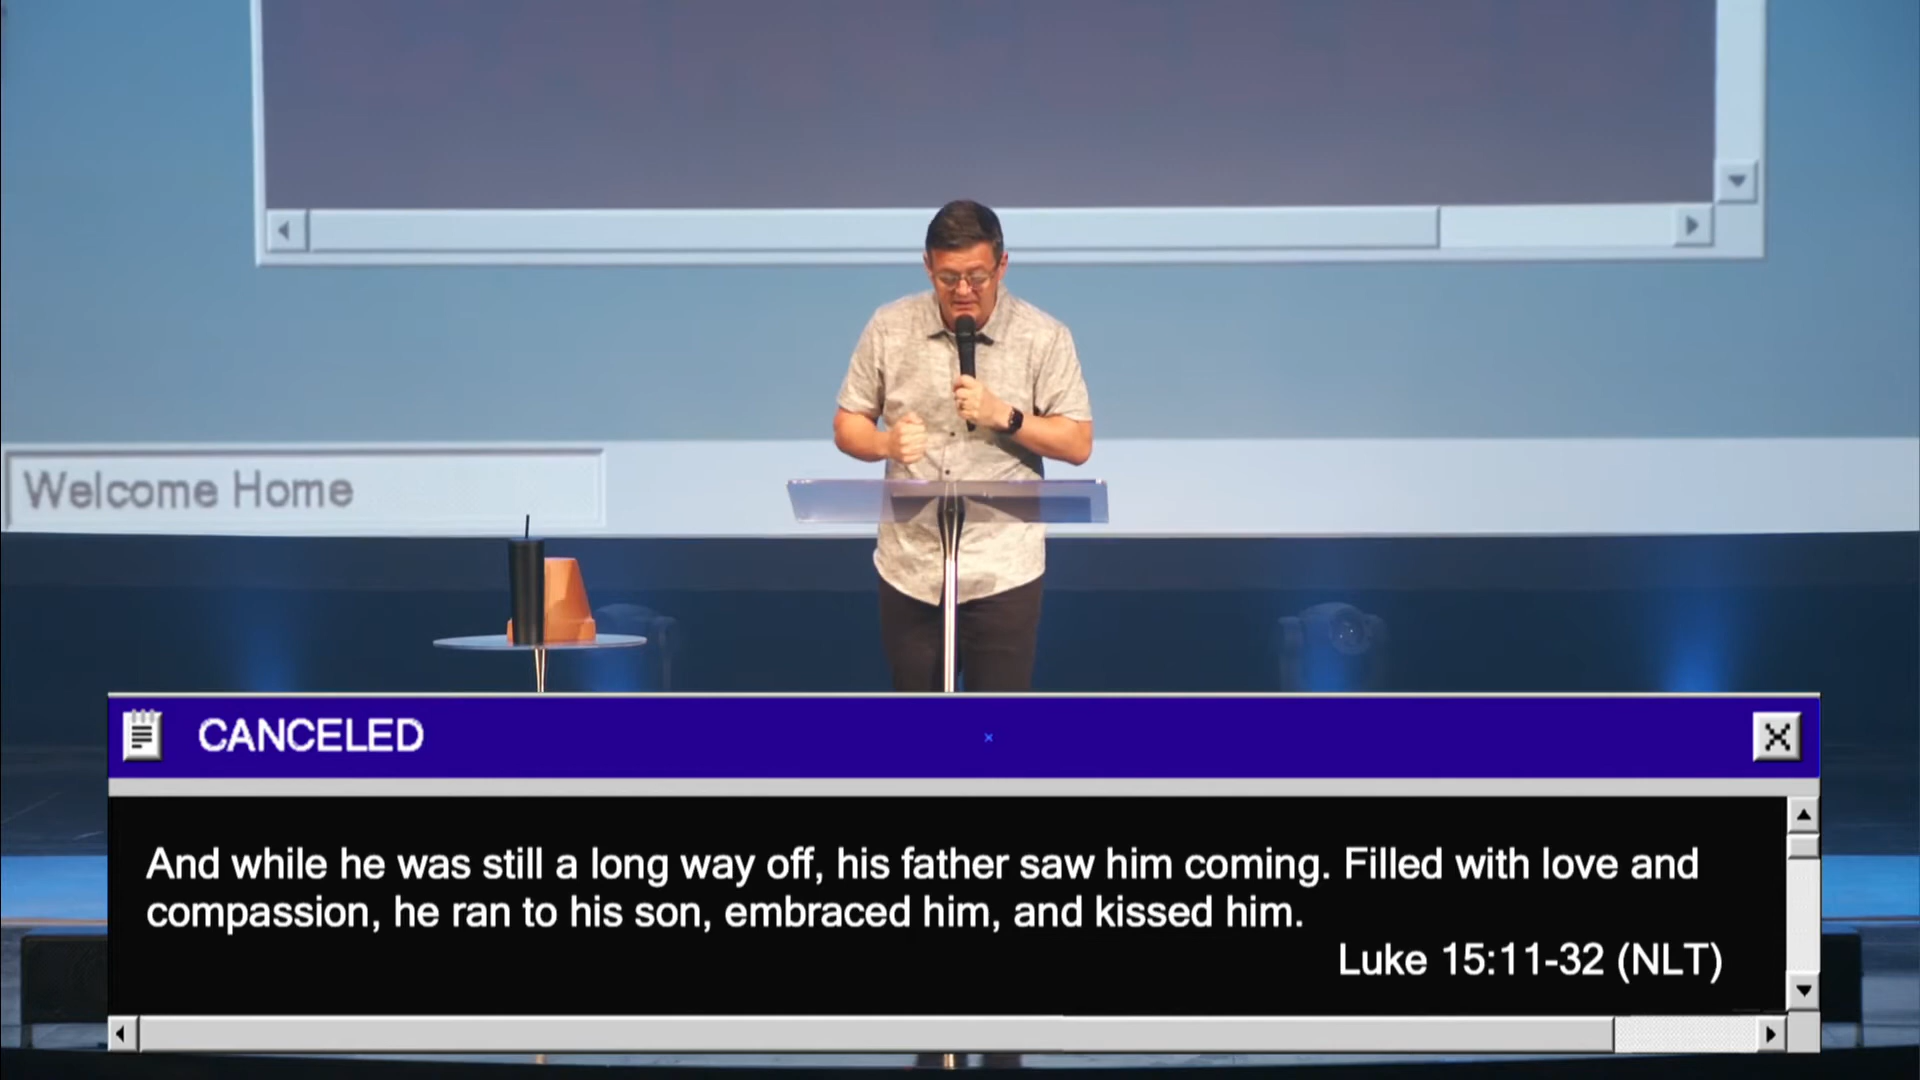 Welcome Home
CANCELED
And while he was still a long way off, his father saw him coming. Filled with love and
compassion, he ran to his son, embraced him, and kissed him.
Luke 15:11-32 (NLT)